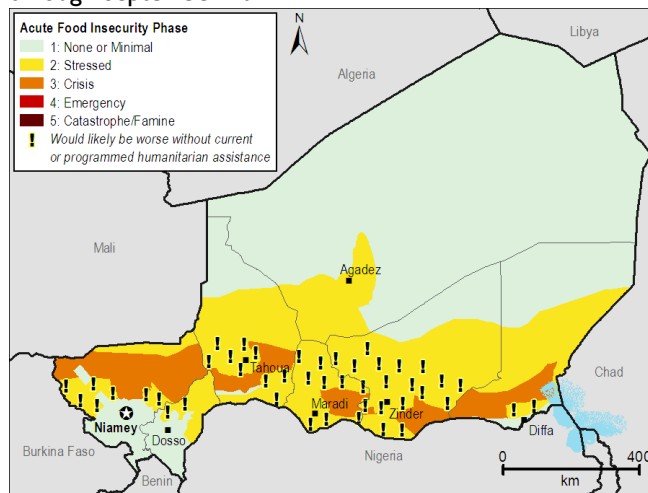 Acute Food Insecurity Phase
1: None or Minimal
2: Stressed
3: Crisis
4: Emergency
5: Catastrophe/Famine
! Would likely be worse without current
or programmed humanitarian assistance
N
Libya
Algeria
Mali
Agadez
Tahoua
Chad
Maradi
Zinder
Niamey
Dosso
Diffa
Burkina Faso
Nigeria
Benin
0 400
km